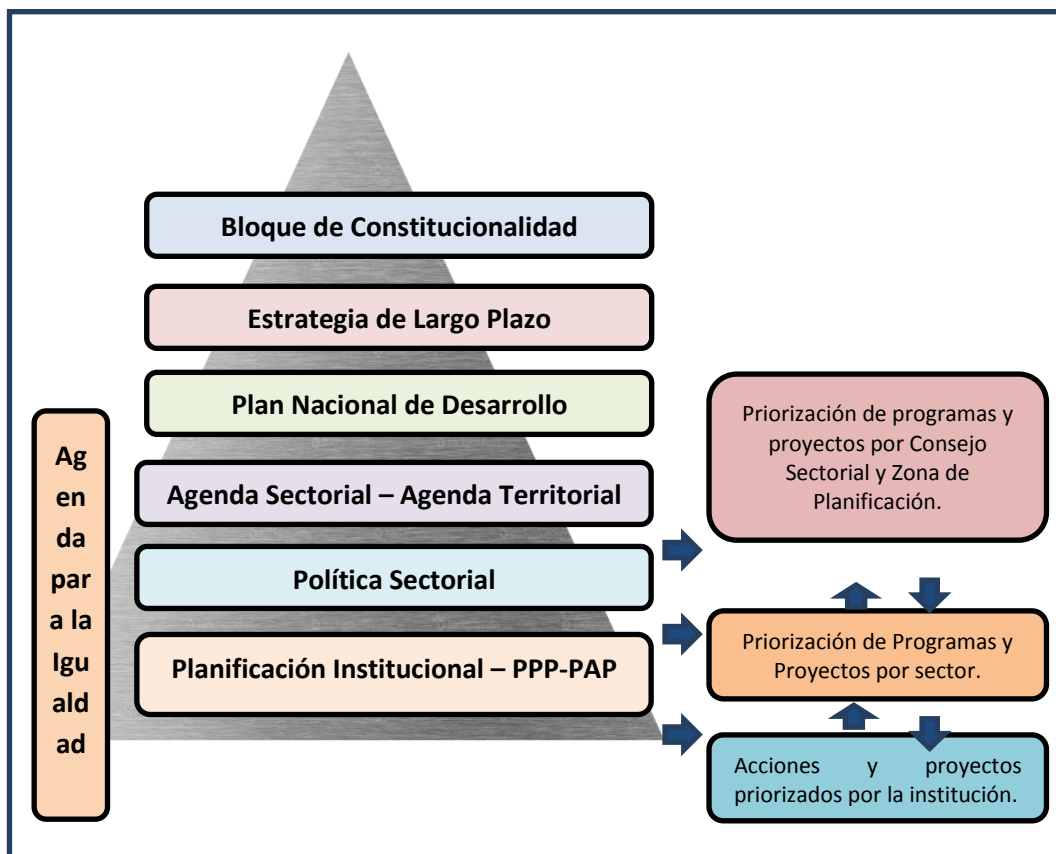 Bloque de Constitucionalidad
Estrategia de Largo Plazo
Plan Nacional de Desarrollo
Agenda Sectorial – Agenda Territorial
Política Sectorial
Planificación Institucional – PPP-PAP
Ag
en
da
par
a la
Igu
ald
ad
Priorización de programas y
proyectos por Consejo
Sectorial y Zona de
Planificación.
Priorización de Programas y
Proyectos por sector.
Acciones y proyectos
priorizados por la institución.